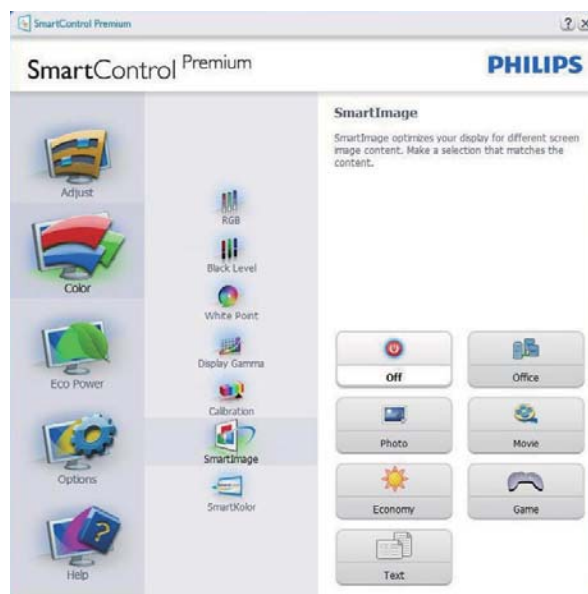 SmartControl Premium
SmartControl Premium
PHILIPS
Adjust
Color
Eco Power
Options
Help
RGB
Black Level
White Point
Display Gamma
Calibration
SmartImage
SmartKolor
SmartImage
SmartImage optimizes your display for different screen
image content. Make a selection that matches the
content.
Off
Office
Photo
Movie
Economy
Game
Text